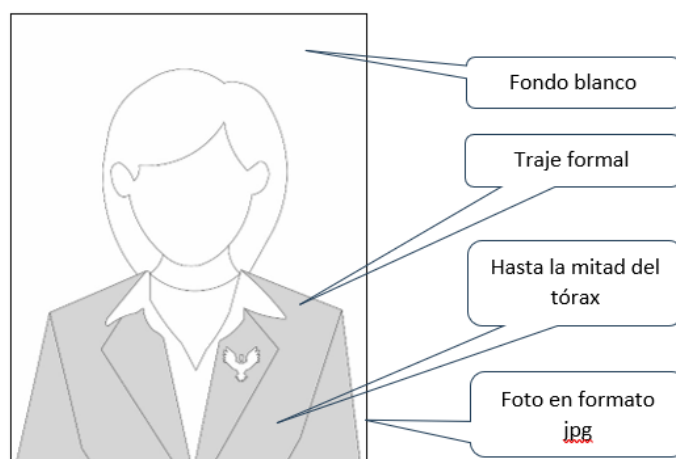 Fondo blanco
Traje formal
Hasta la mitad del
tórax
Foto en formato
jpg